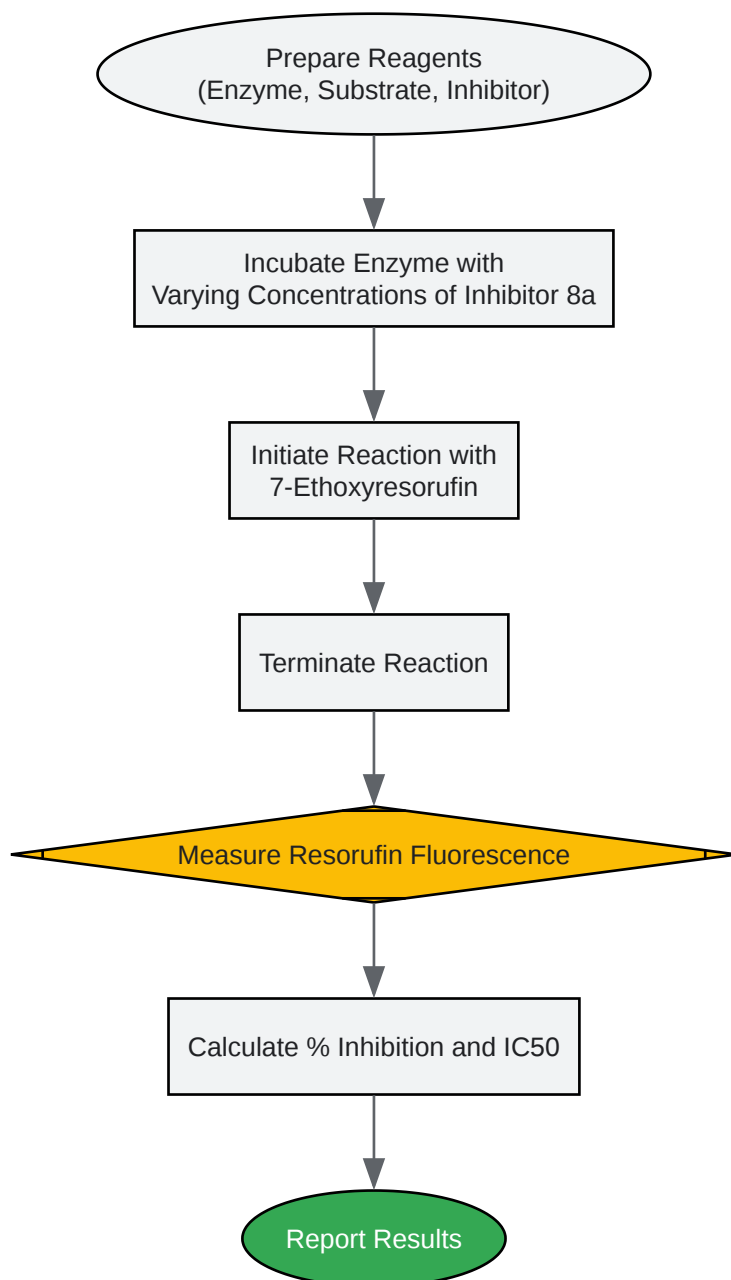 Prepare Reagents
(Enzyme, Substrate, Inhibitor)
Incubate Enzyme with
Varying Concentrations of Inhibitor 8a
Initiate Reaction with
7-Ethoxyresorufin
Terminate Reaction
Measure Resorufin Fluorescence
Calculate % Inhibition and IC50
Report Results